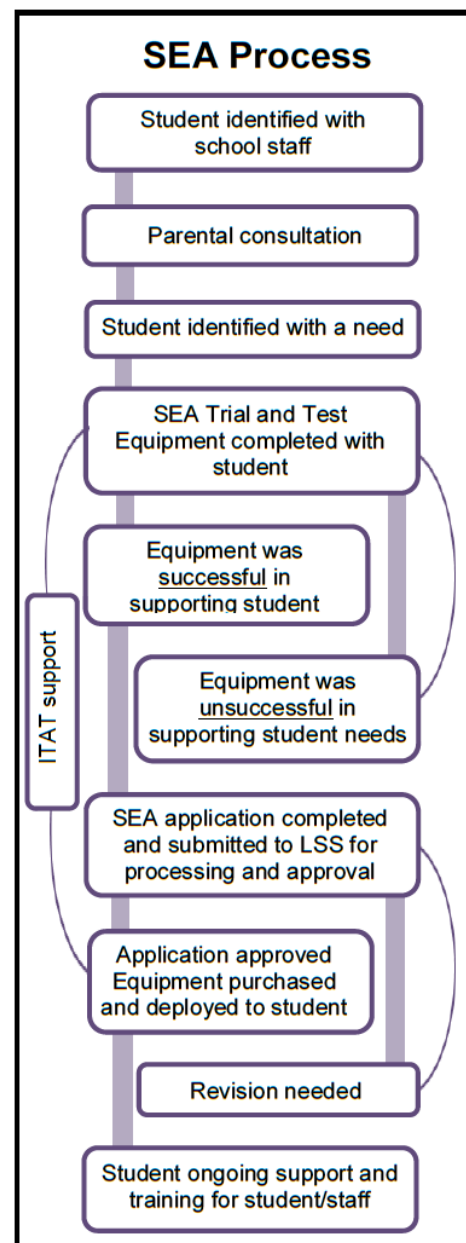 SEA Process
Student identified with
school staff
Parental consultation
Student identified with a need
SEA Trial and Test
Equipment completed with
student
Equipment was
successful in
supporting student
Equipment was
unsuccessful in
supporting student needs
ITAT support
SEA application completed
and submitted to LSS for
processing and approval
Application approved
Equipment purchased
and deployed to student
Revision needed
Student ongoing support and
training for student/staff